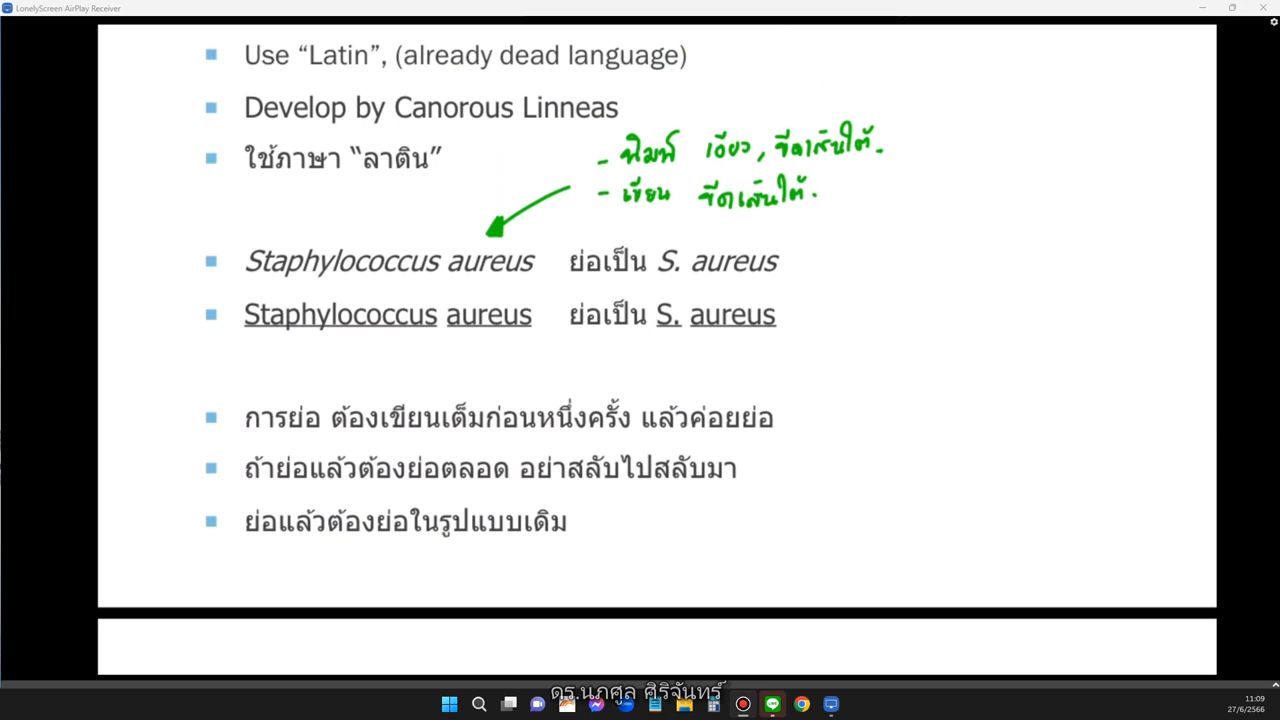 LonelyScreen AirPlay Receiver
Use “Latin”, (already dead language)
Develop by Canorous Linneas
ใช้ภาษา “ลาติน”
- พิมพ์ เอียง, ขีดเส้นใต้.
- เขียน ขีดเส้นใต้.
Staphylococcus aureus ย่อเป็น S. aureus
Staphylococcus aureus ย่อเป็น S. aureus
การย่อ ต้องเขียนเต็มก่อนหนึ่งครั้ง แล้วค่อยย่อ
ถ้าย่อแล้วต้องย่อตลอด อย่าสลับไปสลับมา
ย่อแล้วต้องย่อในรูปแบบเดิม
ดร.นภศูล ศิริจันทร์
11:09
27/6/2566